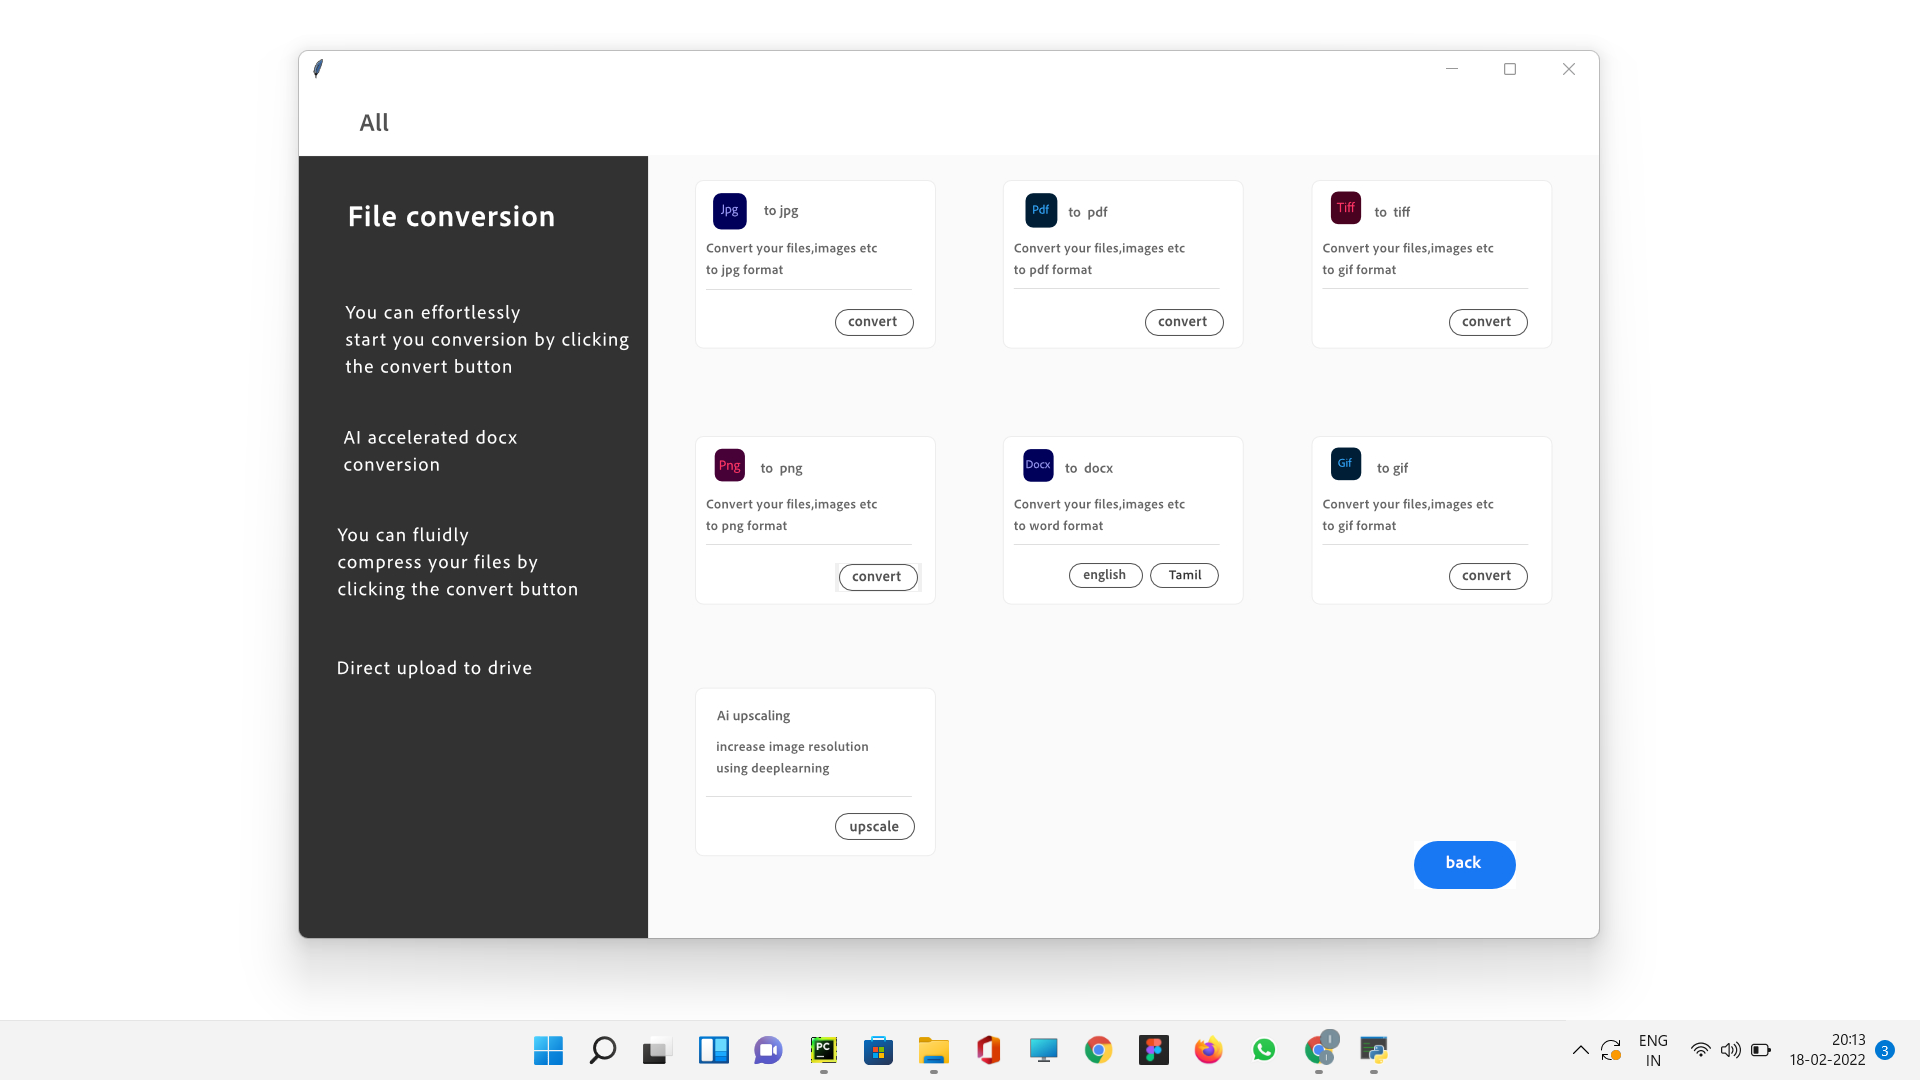 All
File conversion
You can effortlessly
start you conversion by clicking
the convert button
AI accelerated docx
conversion
You can fluidly
compress your files by
clicking the convert button
Direct upload to drive
Jpg
to jpg
Convert your files,images etc
to jpg format
convert
Pdf
to pdf
Convert your files,images etc
to pdf format
convert
Tiff
to tiff
Convert your files,images etc
to gif format
convert
Png
to png
Convert your files,images etc
to png format
convert
Docx
to docx
Convert your files,images etc
to word format
english
Tamil
Gif
to gif
Convert your files,images etc
to gif format
convert
Ai upscaling
increase image resolution
using deeplearning
upscale
back
PC
ENG
IN
20:13
18-02-2022
3